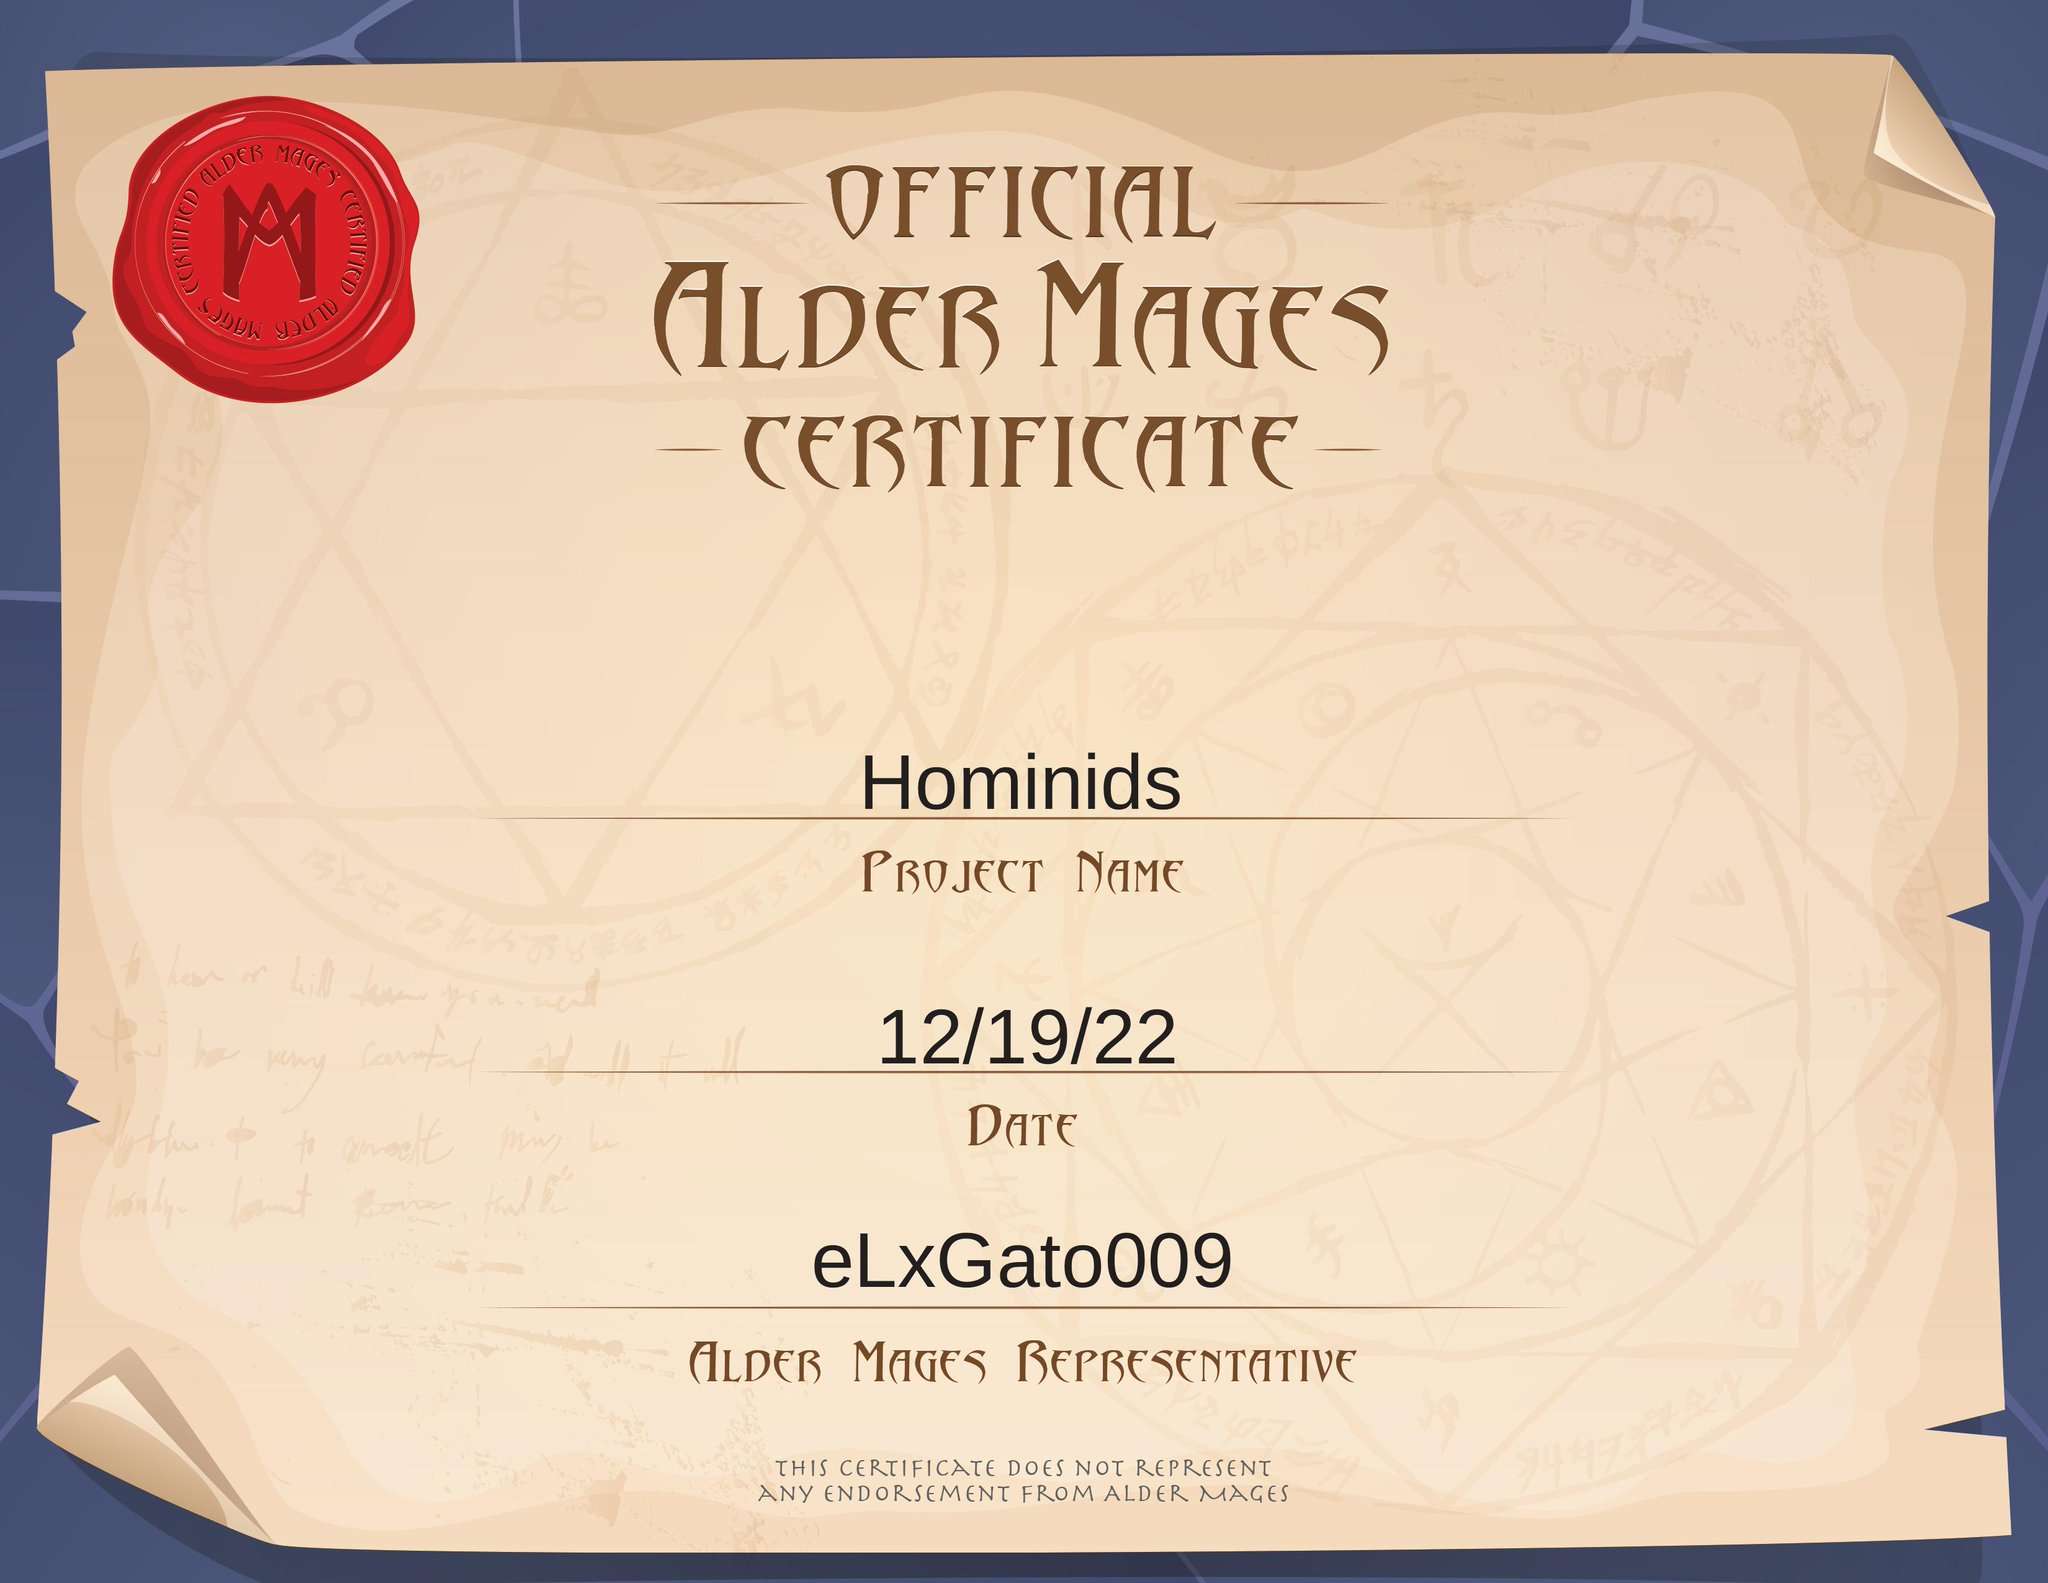 CERTIFIED ALDER MAGES CERTIFIED ALDER MAGES
OFFICIAL
ALDER MAGES
CERTIFICATE
Hominids
PROJECT NAME
12/19/22
DATE
eLxGato009
ALDER MAGES REPRESENTATIVE
THIS CERTIFICATE DOES NOT REPRESENT
ANY ENDORSEMENT FROM ALDER MAGES